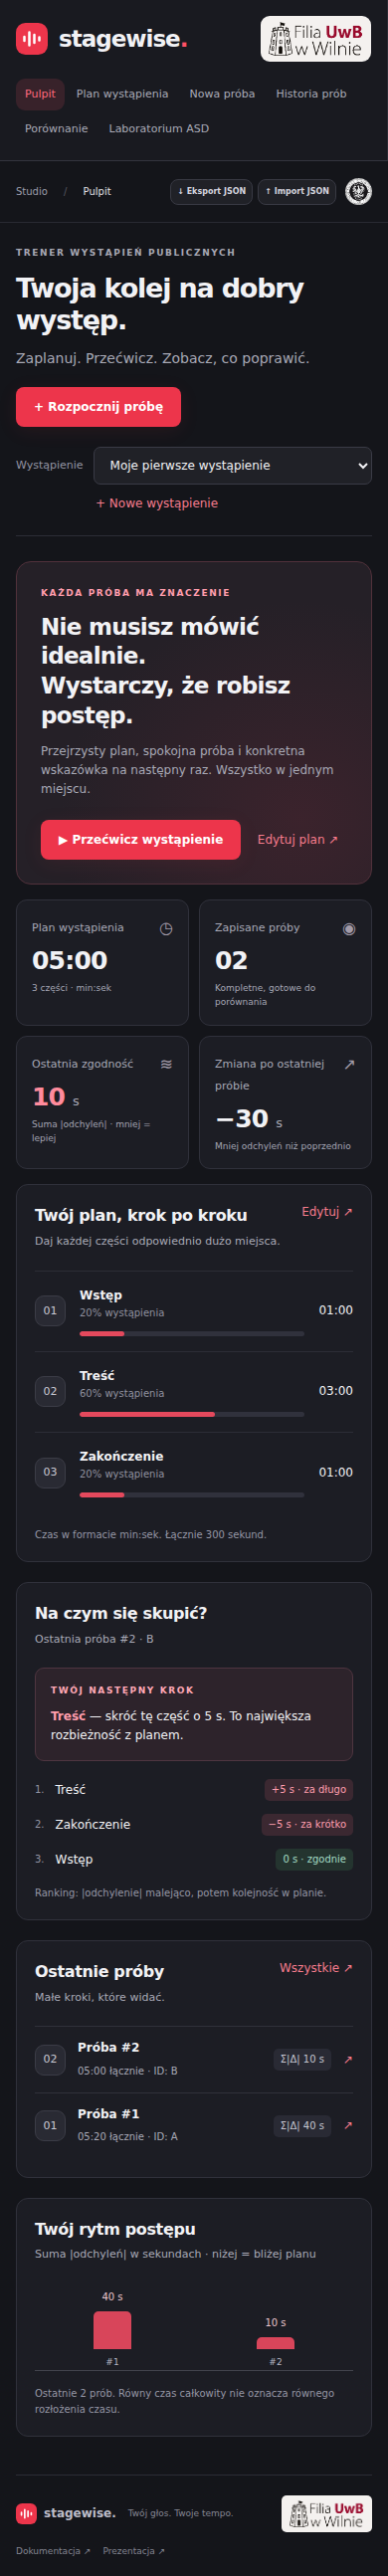 stagewise.
Filia UwB
w Wilnie
Pulpit
Plan wystąpienia
Nowa próba
Historia prób
Porównanie
Laboratorium ASD
Studio / Pulpit
↓ Eksport JSON
↑ Import JSON
TRENER WYSTĄPIEŃ PUBLICZNYCH
Twoja kolej na dobry
występ.
Zaplanuj. Przećwicz. Zobacz, co poprawić.
+ Rozpocznij próbę
Wystąpienie
Moje pierwsze wystąpienie
+ Nowe wystąpienie
KAŻDA PRÓBA MA ZNACZENIE
Nie musisz mówić
idealnie.
Wystarczy, że robisz
postęp.
Przejrzysty plan, spokojna próba i konkretna
wskazówka na następny raz. Wszystko w jednym
miejscu.
▶ Przećwicz wystąpienie
Edytuj plan ↗
Plan wystąpienia
05:00
3 części · min:sek
Zapisane próby
02
Kompletne, gotowe do
porównania
Ostatnia zgodność
10 s
Suma |odchyleń| · mniej =
lepiej
Zmiana po ostatniej
próbie
−30 s
Mniej odchyleń niż poprzednio
Twój plan, krok po kroku
Edytuj ↗
Daj każdej części odpowiednio dużo miejsca.
01
Wstęp
20% wystąpienia
01:00
02
Treść
60% wystąpienia
03:00
03
Zakończenie
20% wystąpienia
01:00
Czas w formacie min:sek. Łącznie 300 sekund.
Na czym się skupić?
Ostatnia próba #2 · B
TWÓJ NASTĘPNY KROK
Treść — skróć tę część o 5 s. To największa
rozbieżność z planem.
1. Treść
+5 s · za długo
2. Zakończenie
−5 s · za krótko
3. Wstęp
0 s · zgodnie
Ranking: |odchylenie| malejąco, potem kolejność w planie.
Ostatnie próby
Wszystkie ↗
Małe kroki, które widać.
02
Próba #2
05:00 łącznie · ID: B
Σ|Δ| 10 s ↗
01
Próba #1
05:20 łącznie · ID: A
Σ|Δ| 40 s ↗
Twój rytm postępu
Suma |odchyleń| w sekundach · niżej = bliżej planu
40 s
10 s
#1
#2
Ostatnie 2 prób. Równy czas całkowity nie oznacza równego
rozłożenia czasu.
stagewise.
Twój głos. Twoje tempo.
Filia UwB
w Wilnie
Dokumentacja ↗
Prezentacja ↗